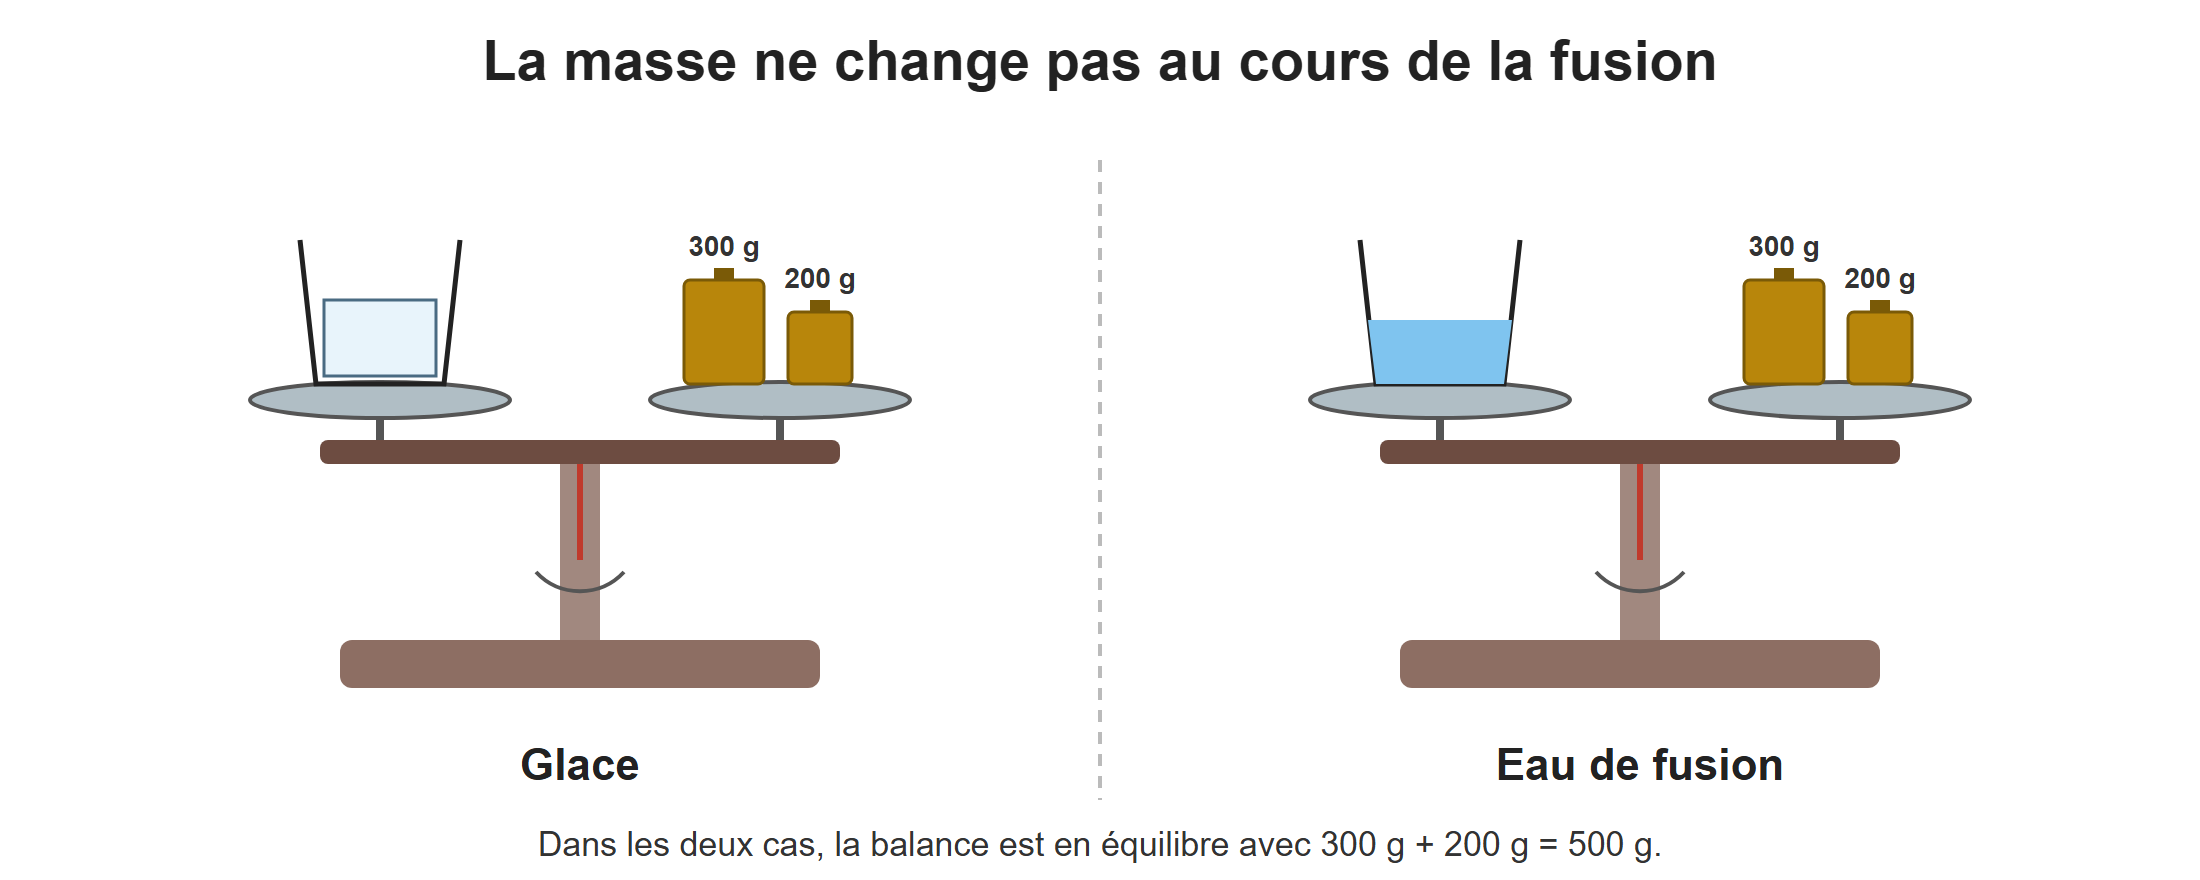 La masse ne change pas au cours de la fusion
300 g
200 g
300 g
200 g
Glace
Eau de fusion
Dans les deux cas, la balance est en équilibre avec 300 g + 200 g = 500 g.